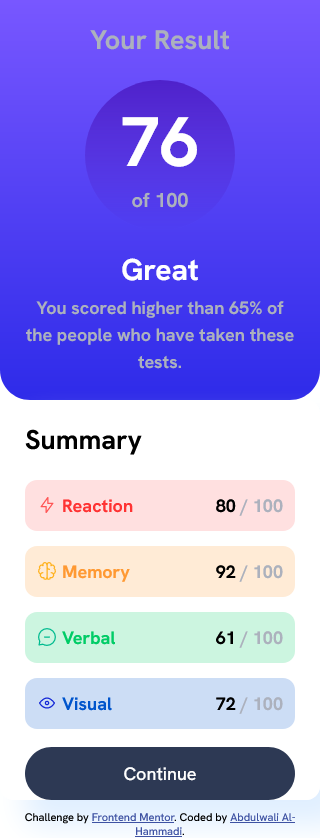 Your Result
76
of 100
Great
You scored higher than 65% of
the people who have taken these
tests.
Summary
Reaction 80 / 100
Memory 92 / 100
Verbal 61 / 100
Visual 72 / 100
Continue
Challenge by Frontend Mentor. Coded by Abdulwali Al-
Hammadi.